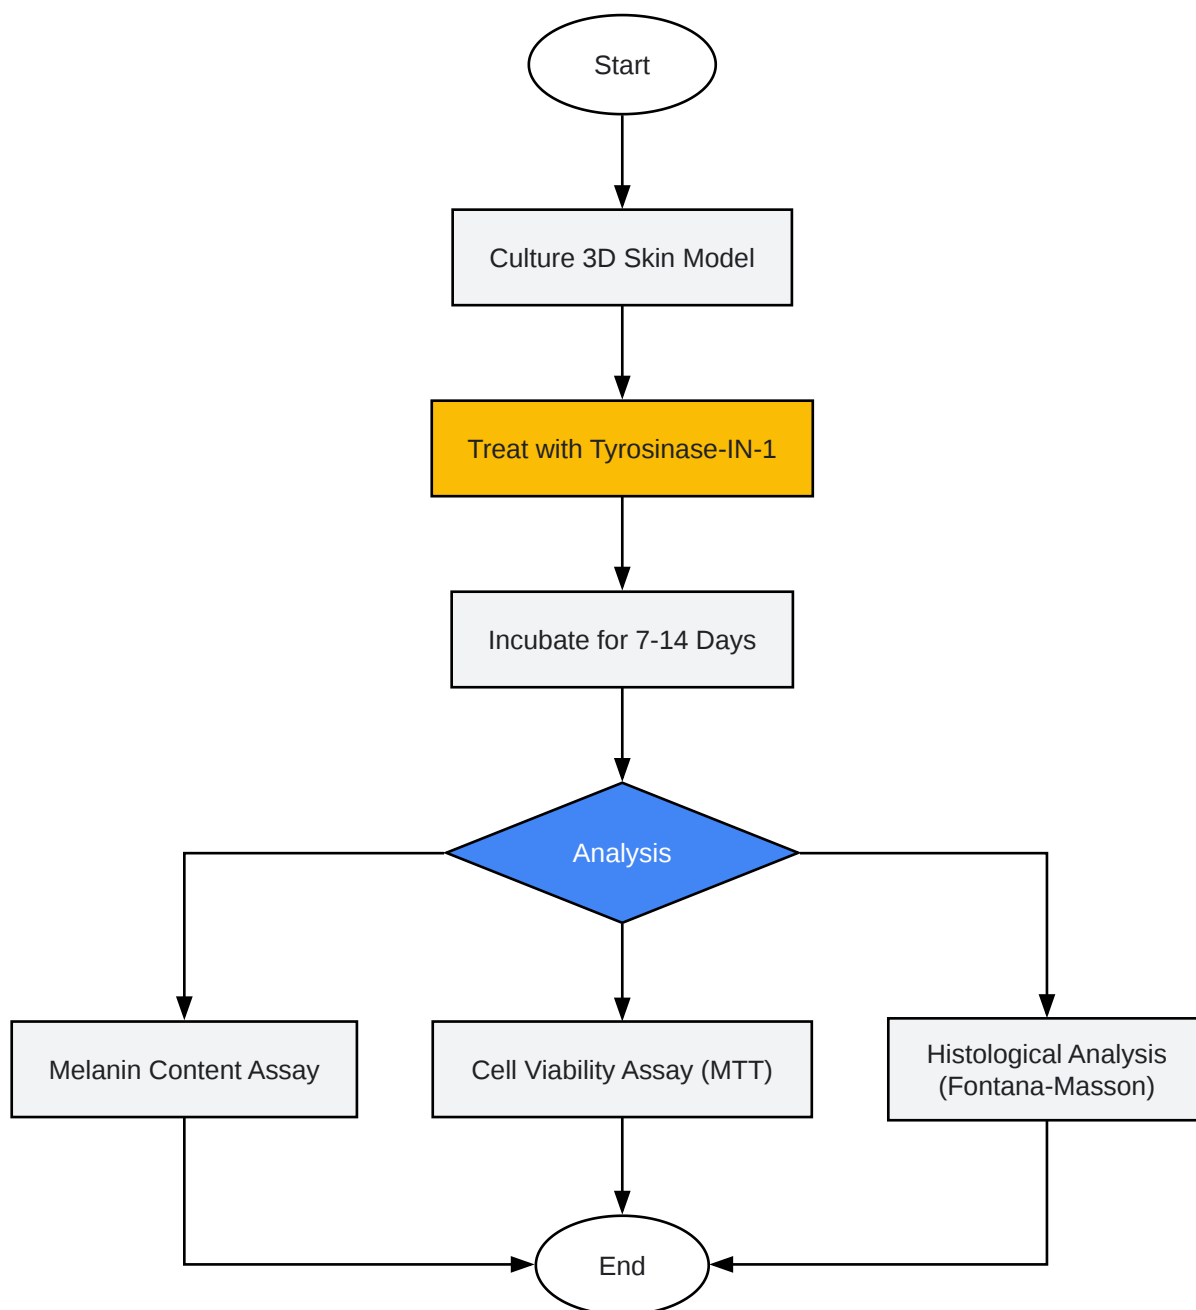 Start
Culture 3D Skin Model
Treat with Tyrosinase-IN-1
Incubate for 7-14 Days
Analysis
Melanin Content Assay
Cell Viability Assay (MTT)
Histological Analysis
(Fontana-Masson)
End